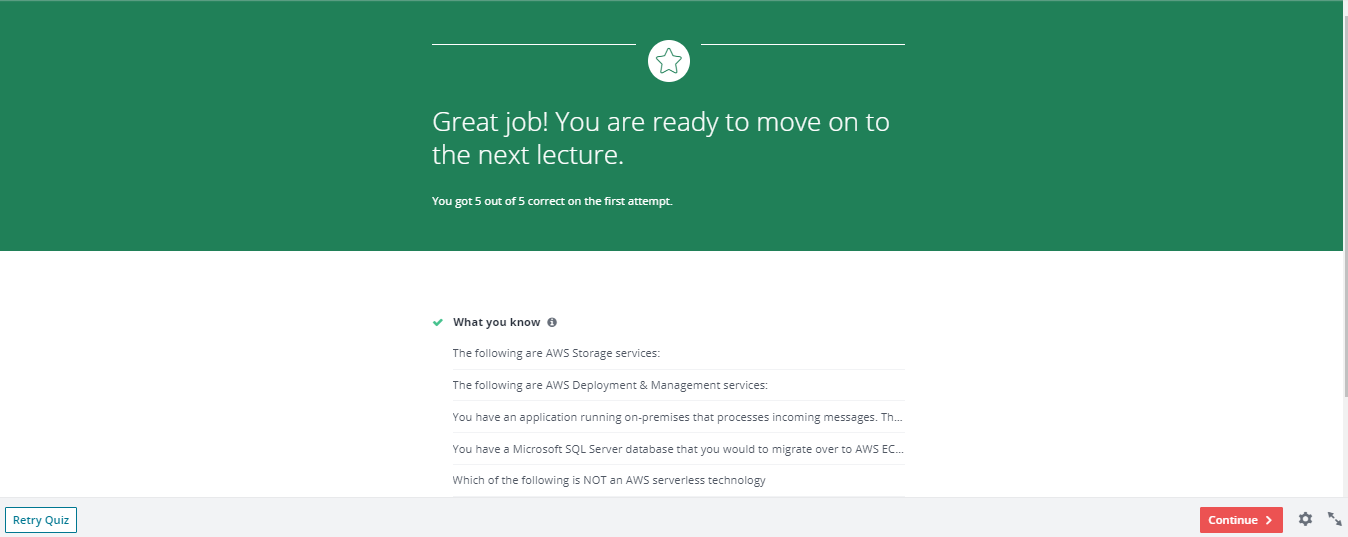 Great job! You are ready to move on to
the next lecture.
You got 5 out of 5 correct on the first attempt.
What you know
The following are AWS Storage services:
The following are AWS Deployment & Management services:
You have an application running on-premises that processes incoming messages. Th...
You have a Microsoft SQL Server database that you would to migrate over to AWS EC...
Which of the following is NOT an AWS serverless technology
Retry Quiz
Continue